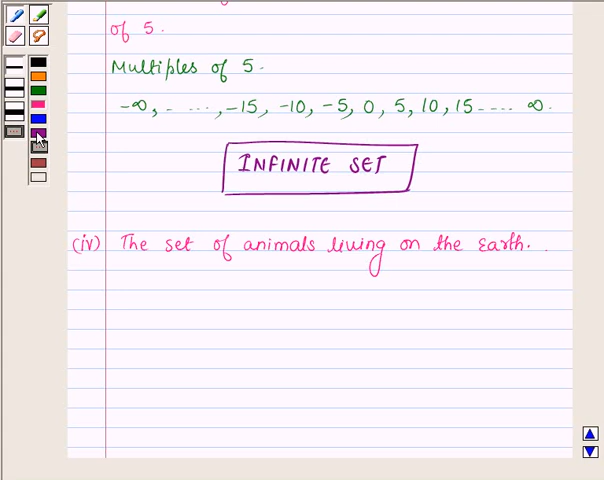 of 5.
Multiples of 5.
-∞, . ...., -15, -10, -5, 0, 5, 10, 15 - . . . . ∞.
INFINITE SET
(iv) The set of animals living on the Earth.